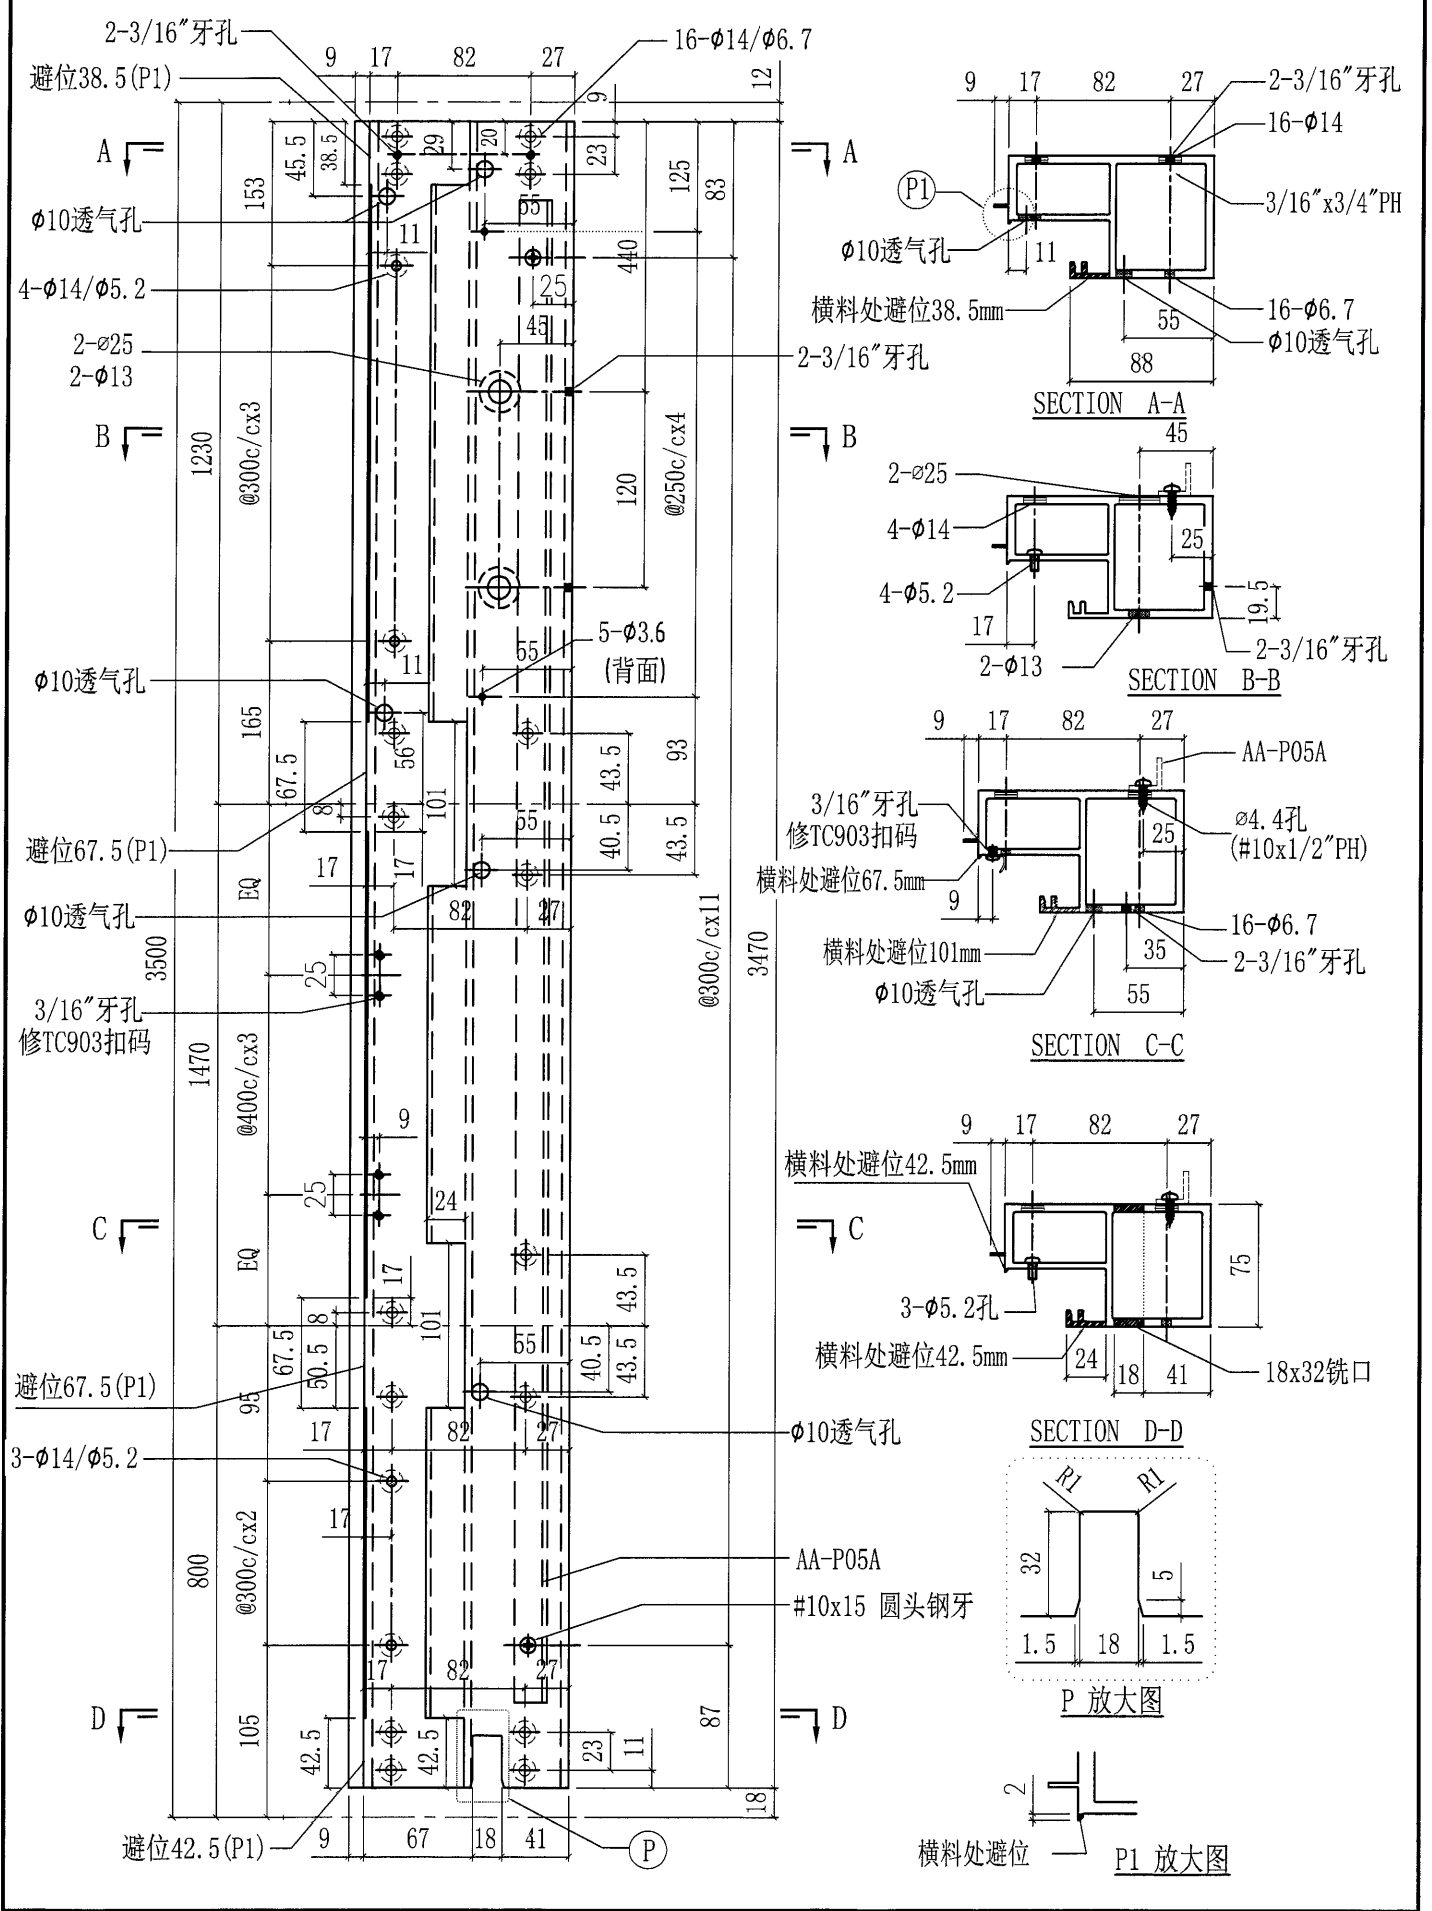 2-3/16″牙孔
16-ϕ14/ϕ6.7
9
17
82
27
避位38.5(P1)
12
9
A
A
45.5
38.5
29
20
23
153
125
83
55
ϕ10透气孔
11
440
4-ϕ14/ϕ5.2
25
2-⌀25
2-ϕ13
45
2-3/16″牙孔
B
B
1230
@300c/cx3
120
@250c/cx4
5-ϕ3.6
(背面)
55
11
ϕ10透气孔
165
67.5
56
43.5
93
8
101
55
40.5
43.5
避位67.5(P1)
17
17
EQ
82
27
ϕ10透气孔
3500
25
@300c/cx11
3470
3/16″牙孔
修TC903扣码
1470
@400c/cx3
9
25
24
C
C
EQ
17
43.5
8
67.5
50.5
101
55
40.5
43.5
避位67.5(P1)
95
17
82
27
ϕ10透气孔
3-ϕ14/ϕ5.2
17
@300c/cx2
800
AA-P05A
#10x15 圆头钢牙
17
82
27
D
D
105
42.5
42.5
23
11
87
18
避位42.5(P1)
9
67
18
41
P
9
17
82
27
2-3/16″牙孔
16-ϕ14
P1
3/16″x3/4″PH
ϕ10透气孔
11
横料处避位38.5mm
16-ϕ6.7
55
ϕ10透气孔
88
SECTION A-A
45
2-⌀25
4-ϕ14
25
4-ϕ5.2
19.5
17
2-ϕ13
2-3/16″牙孔
SECTION B-B
9
17
82
27
AA-P05A
3/16″牙孔
修TC903扣码
⌀4.4孔
(#10x1/2″PH)
25
横料处避位67.5mm
9
16-ϕ6.7
横料处避位101mm
35
2-3/16″牙孔
ϕ10透气孔
55
SECTION C-C
9
17
82
27
横料处避位42.5mm
75
3-ϕ5.2孔
横料处避位42.5mm
24
18
41
18x32铣口
SECTION D-D
R1
R1
32
5
1.5
18
1.5
P 放大图
2
横料处避位
P1 放大图